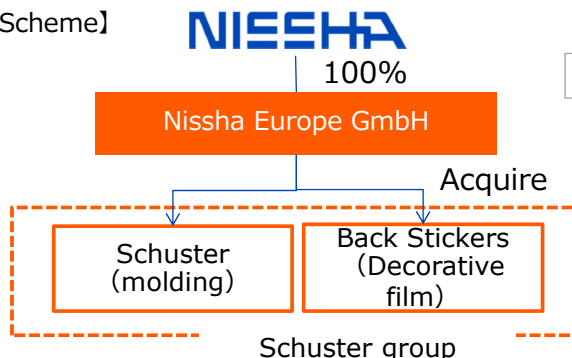 Scheme】
NISSHA
100%
Nissha Europe GmbH
Acquire
Schuster
（molding）
Back Stickers
（Decorative
film）
Schuster group